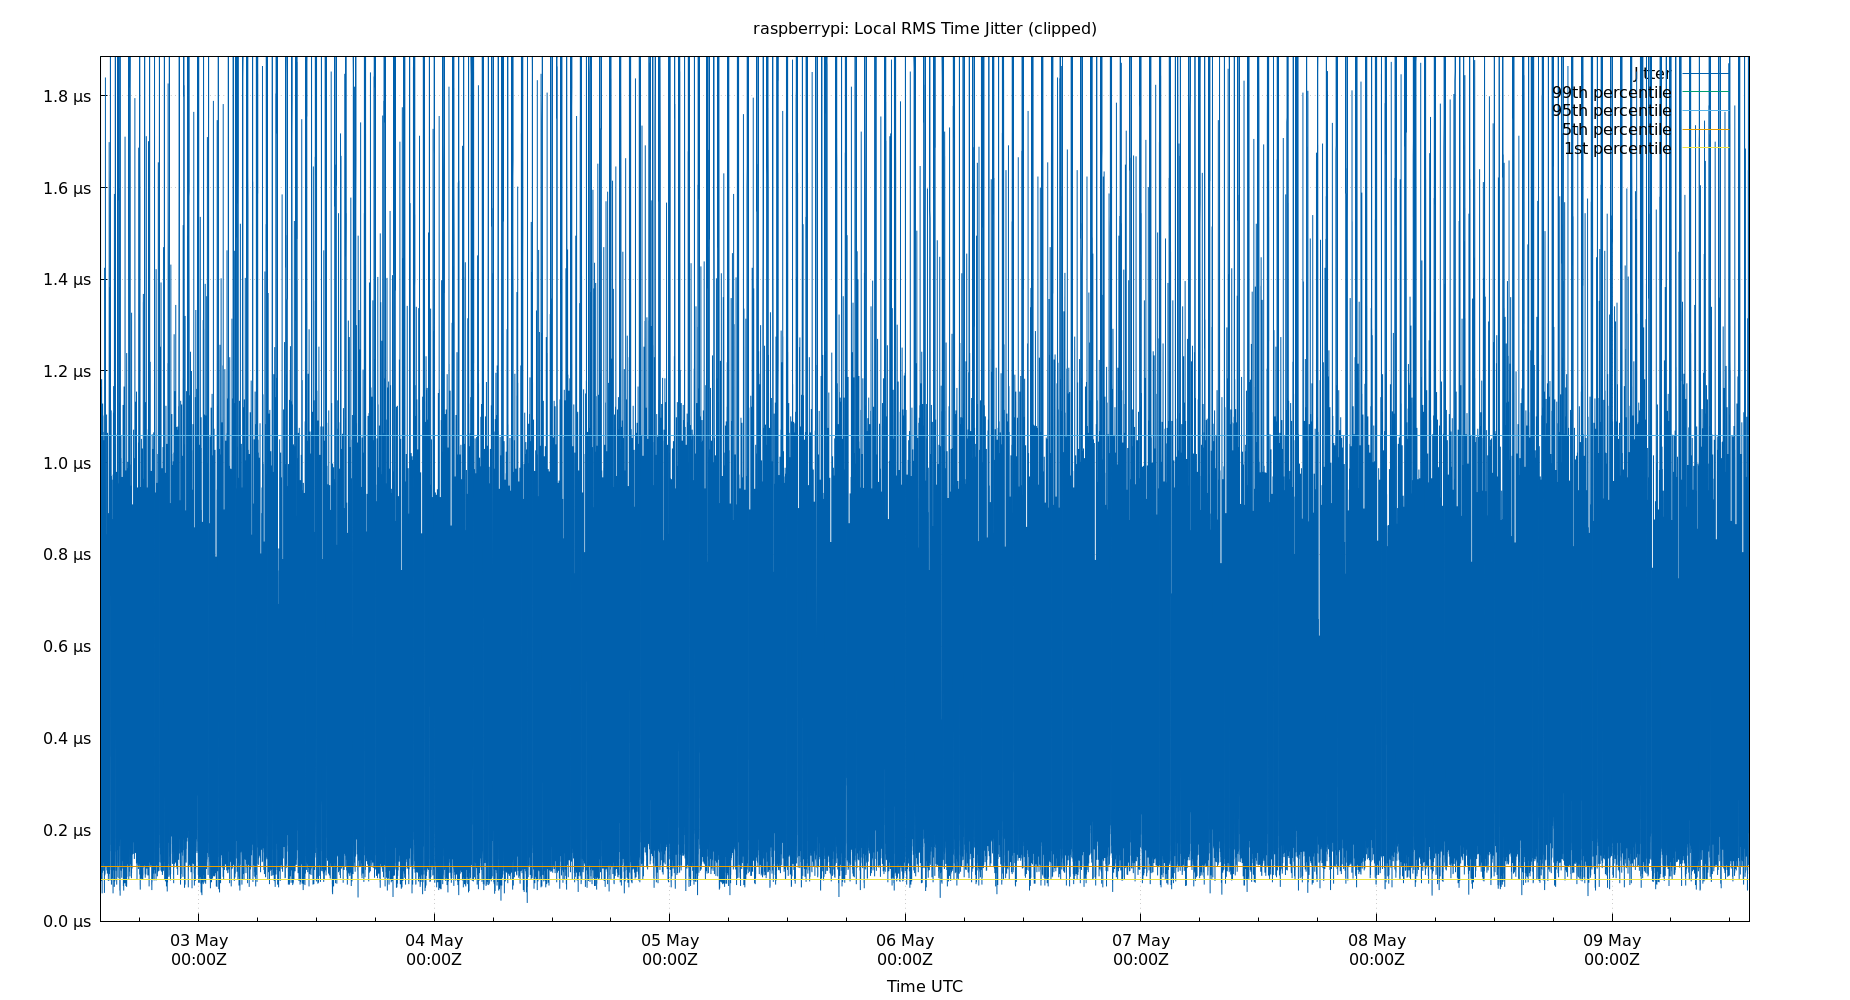 raspberrypi: Local RMS Time Jitter (clipped)
1.8 µs
1.6 µs
1.4 µs
1.2 µs
1.0 µs
0.8 µs
0.6 µs
0.4 µs
0.2 µs
0.0 µs
Jitter
99th percentile
95th percentile
5th percentile
1st percentile
03 May 04 May 05 May 06 May 07 May 08 May 09 May
00:00Z 00:00Z 00:00Z 00:00Z 00:00Z 00:00Z 00:00Z
Time UTC